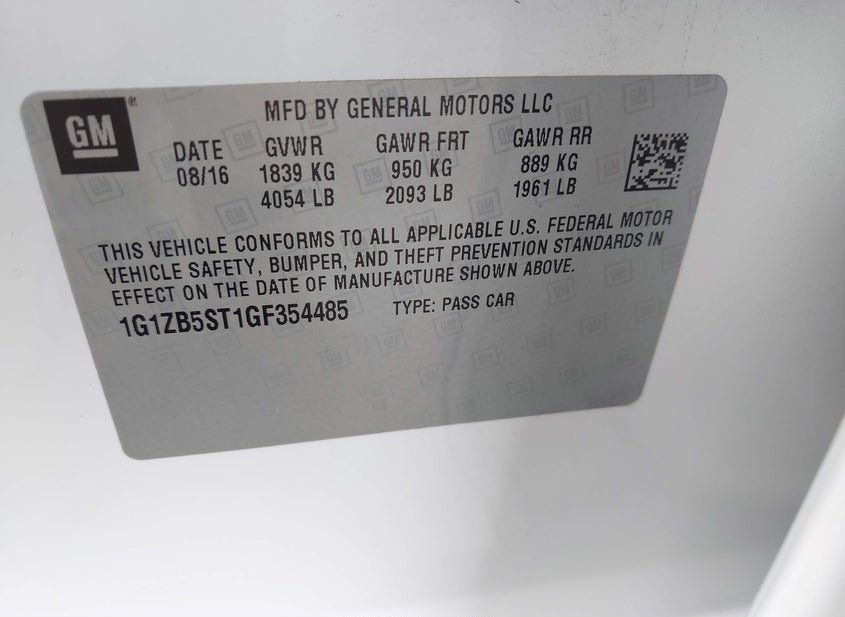 GM
MFD BY GENERAL MOTORS LLC
DATE GVWR GAWR FRT GAWR RR
08/16 1839 KG 950 KG 889 KG
4054 LB 2093 LB 1961 LB
THIS VEHICLE CONFORMS TO ALL APPLICABLE U.S. FEDERAL MOTOR
VEHICLE SAFETY, BUMPER, AND THEFT PREVENTION STANDARDS IN
EFFECT ON THE DATE OF MANUFACTURE SHOWN ABOVE.
1G1ZB5ST1GF354485 TYPE: PASS CAR